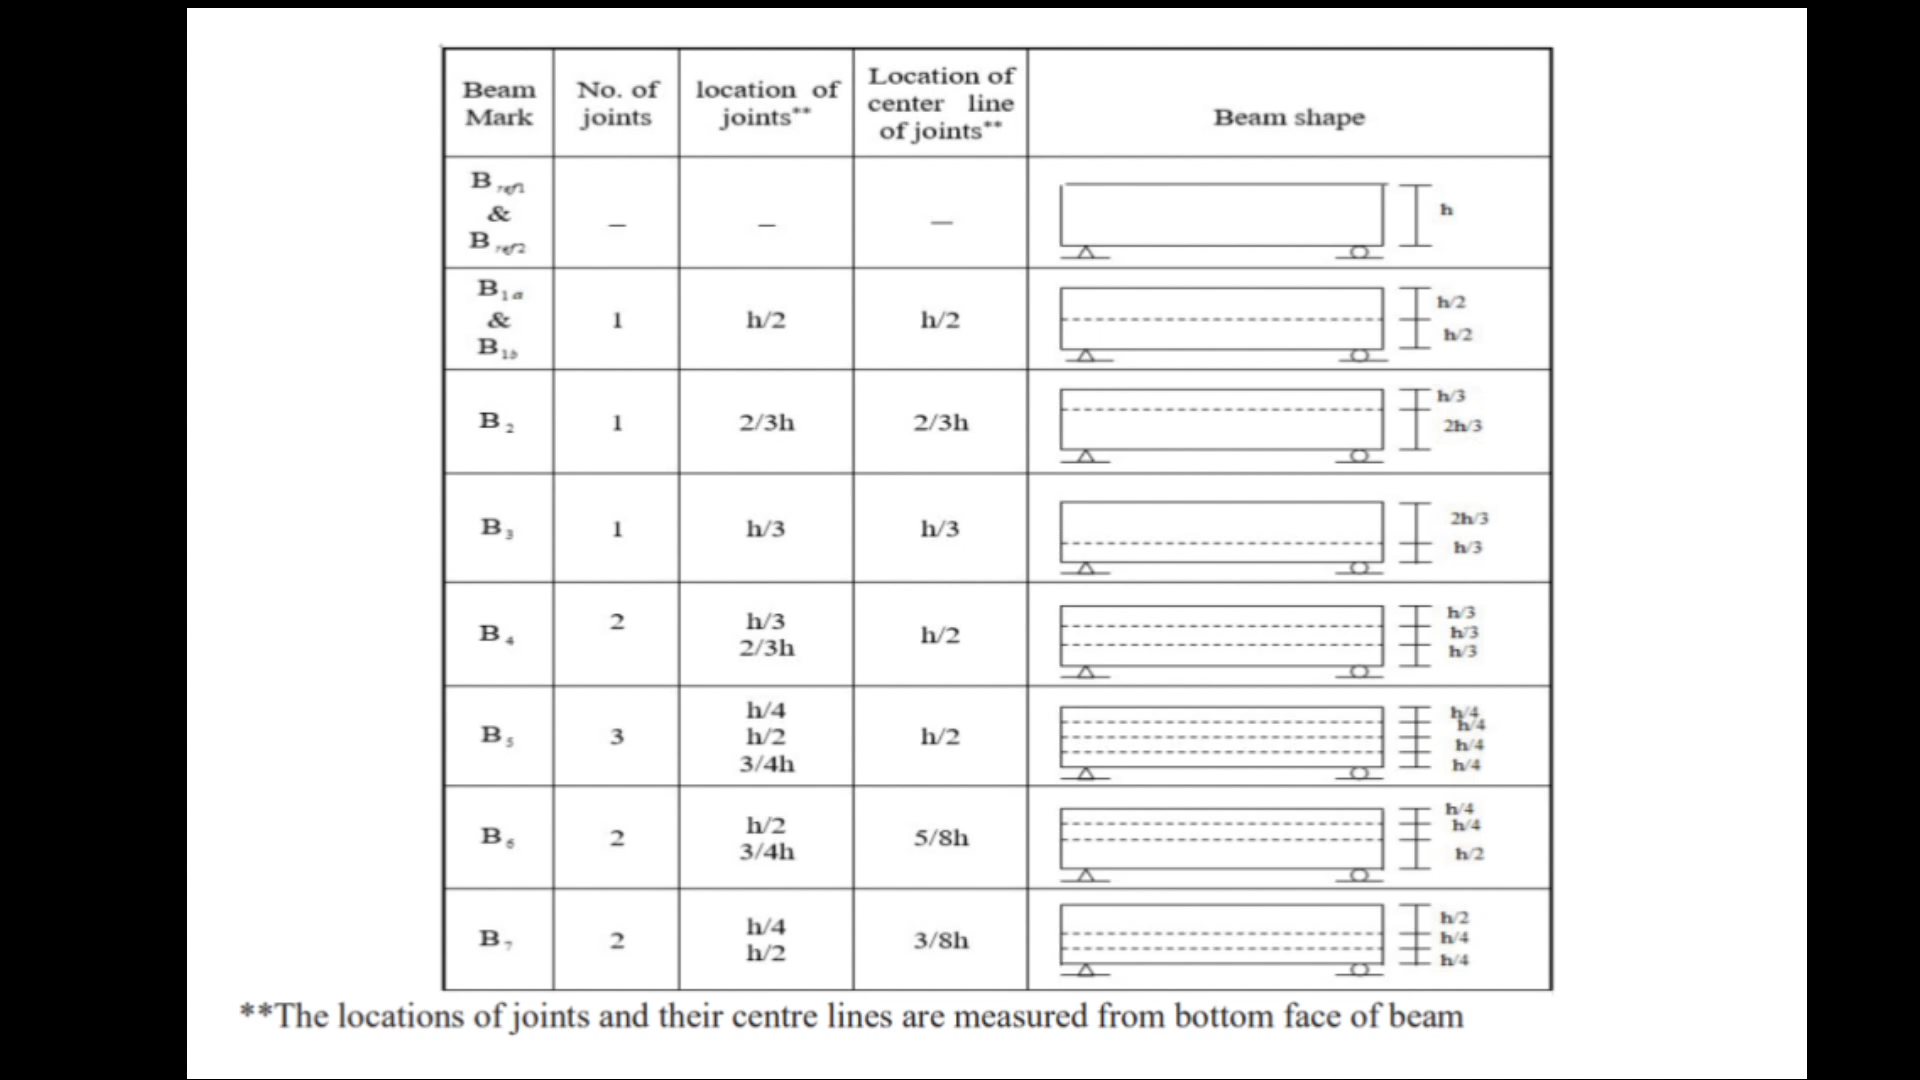 Beam Mark
No. of joints
location of joints**
Location of center line of joints**
Beam shape
B ref1 & B ref2
–
–
–
h
B 1a & B 1b
1
h/2
h/2
h/2
h/2
B 2
1
2/3h
2/3h
h/3
2h/3
B 3
1
h/3
h/3
2h/3
h/3
B 4
2
h/3
2/3h
h/2
h/3
h/3
h/3
B 5
3
h/4
h/2
3/4h
h/2
h/4
h/4
h/4
h/4
B 6
2
h/2
3/4h
5/8h
h/4
h/4
h/2
B 7
2
h/4
h/2
3/8h
h/2
h/4
h/4
**The locations of joints and their centre lines are measured from bottom face of beam